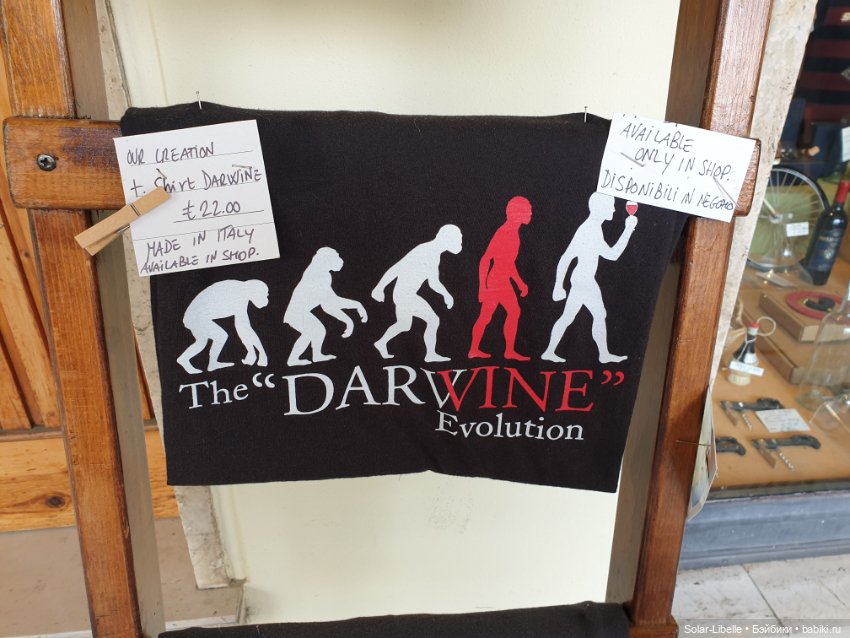 OUR CREATION
t. Shirt DARWINE
€ 22.00
MADE IN ITALY
AVAILABLE IN SHOP.
AVAILABLE
ONLY IN SHOP.
DISPONIBILI IN NEGOZIO
The “DARWINE”
Evolution
Solar-Libelle • Бэйбики • babiki.ru